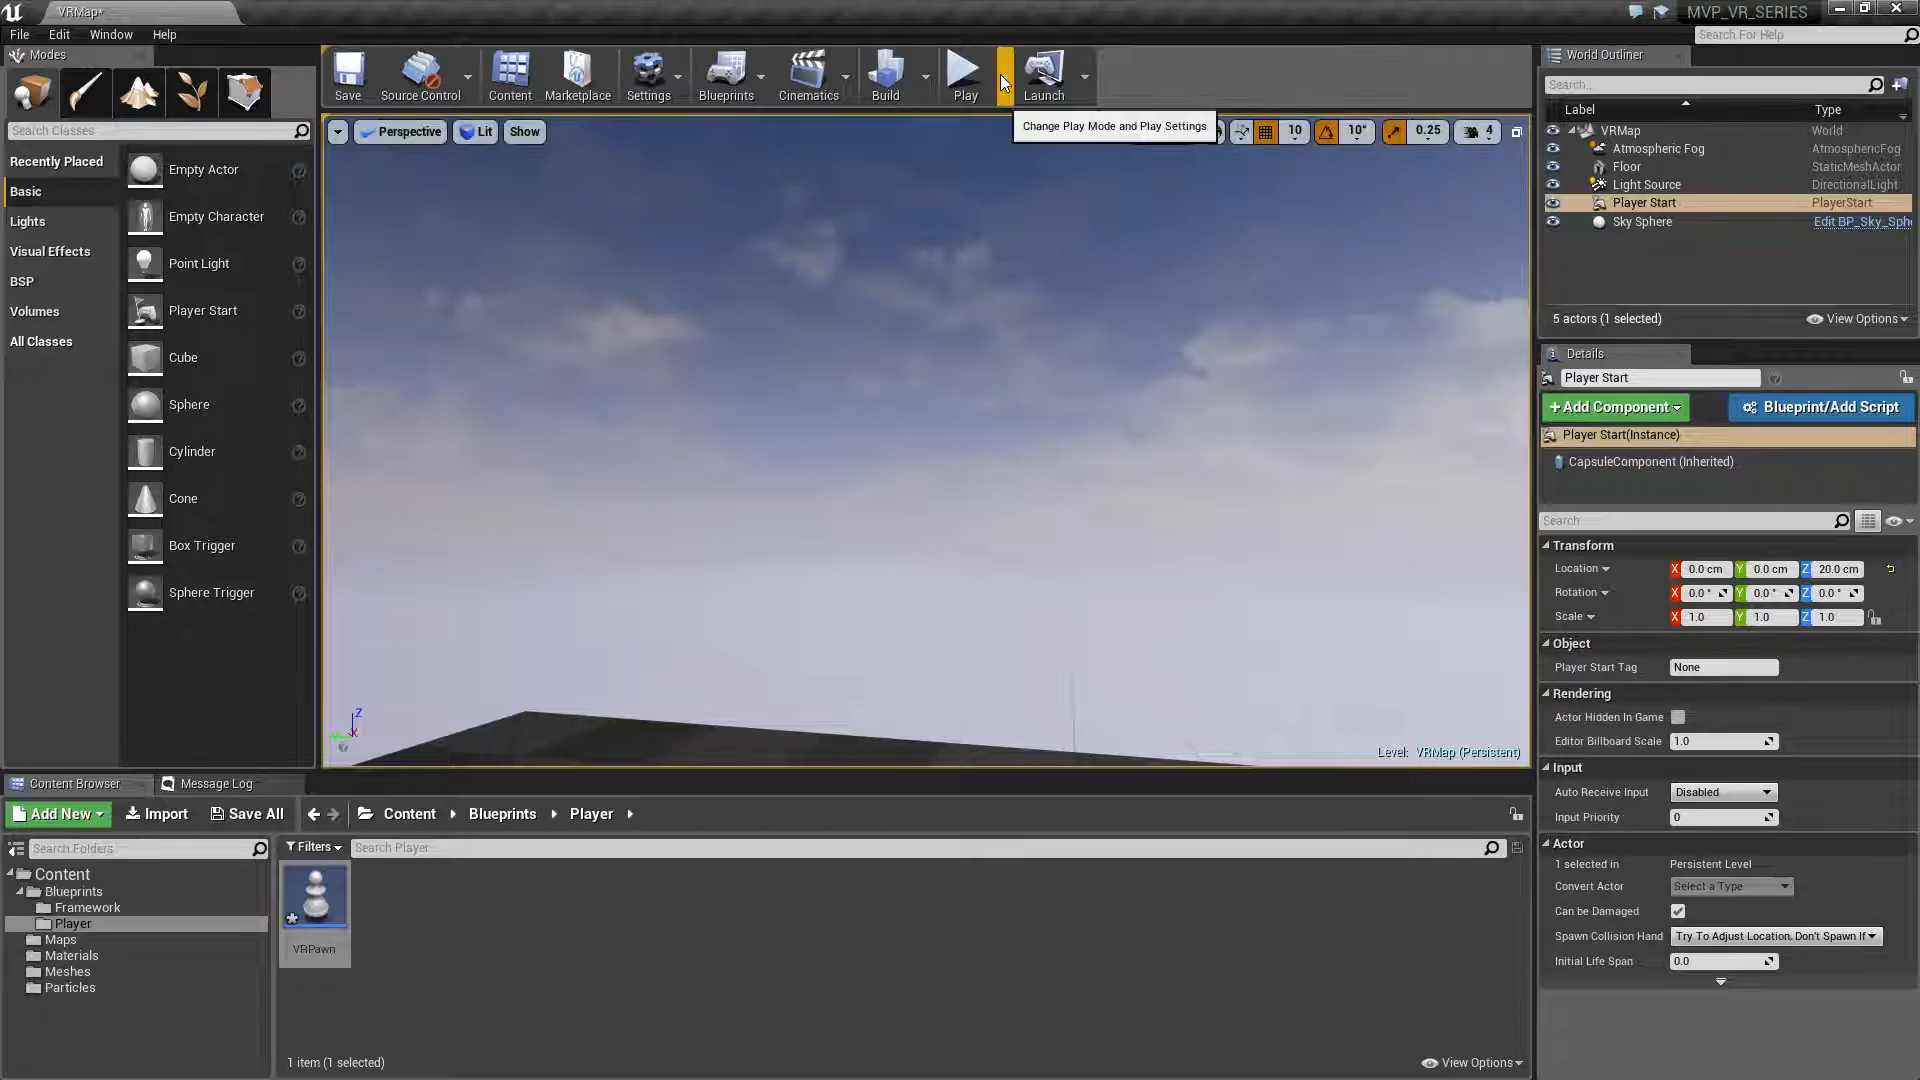 VRMap*
MVP_VR_SERIES
File Edit Window Help
Search For Help
Modes
Search Classes
Recently Placed
Basic
Lights
Visual Effects
BSP
Volumes
All Classes
Empty Actor
Empty Character
Point Light
Player Start
Cube
Sphere
Cylinder
Cone
Box Trigger
Sphere Trigger
Save
Source Control
Content
Marketplace
Settings
Blueprints
Cinematics
Build
Play
Launch
Change Play Mode and Play Settings
Perspective
Lit
Show
10
10°
0.25
4
Z
X
Level: VRMap (Persistent)
World Outliner
Search...
Label Type
VRMap World
Atmospheric Fog AtmosphericFog
Floor StaticMeshActor
Light Source DirectionalLight
Player Start PlayerStart
Sky Sphere Edit BP_Sky_Sph
5 actors (1 selected)
View Options
Details
Player Start
+Add Component
Blueprint/Add Script
Player Start(Instance)
CapsuleComponent (Inherited)
Search
Transform
Location X 0.0 cm Y 0.0 cm Z 20.0 cm
Rotation X 0.0 ° Y 0.0 ° Z 0.0 °
Scale X 1.0 Y 1.0 Z 1.0
Object
Player Start Tag None
Rendering
Actor Hidden In Game
Editor Billboard Scale 1.0
Input
Auto Receive Input Disabled
Input Priority 0
Actor
1 selected in Persistent Level
Convert Actor Select a Type
Can be Damaged
Spawn Collision Hand Try To Adjust Location, Don't Spawn If
Initial Life Span 0.0
Content Browser
Message Log
Add New
Import
Save All
Content
Blueprints
Player
Search Folders
Filters
Search Player
Content
Blueprints
Framework
Player
Maps
Materials
Meshes
Particles
VRPawn
1 item (1 selected)
View Options